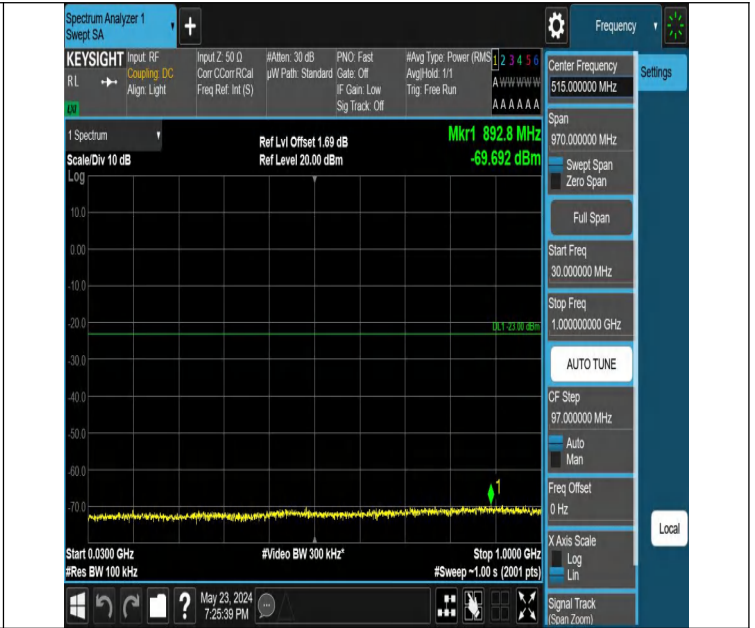 Spectrum Analyzer 1
Swept SA
Frequency
KEYSIGHT
RL
LXI
Input: RF
Coupling: DC
Align: Light
Input Z: 50 Ω
Corr CCorr RCal
Freq Ref: Int (S)
#Atten: 30 dB
µW Path: Standard
PNO: Fast
Gate: Off
IF Gain: Low
Sig Track: Off
#Avg Type: Power (RMS
Avg|Hold: 1/1
Trig: Free Run
1 2 3 4 5 6
A W W W W W
A A A A A A
1 Spectrum
Scale/Div 10 dB
Log
Ref Lvl Offset 1.69 dB
Ref Level 20.00 dBm
Mkr1 892.8 MHz
-69.692 dBm
10.0
0.00
-10.0
-20.0
DL1 -23.00 dBm
-30.0
-40.0
-50.0
-60.0
1
-70.0
Start 0.0300 GHz
#Res BW 100 kHz
#Video BW 300 kHz*
Stop 1.0000 GHz
#Sweep ~1.00 s (2001 pts)
?
May 23, 2024
7:25:39 PM
Center Frequency
515.000000 MHz
Settings
Span
970.000000 MHz
Swept Span
Zero Span
Full Span
Start Freq
30.000000 MHz
Stop Freq
1.000000000 GHz
AUTO TUNE
CF Step
97.000000 MHz
Auto
Man
Freq Offset
0 Hz
X Axis Scale
Log
Lin
Local
Signal Track
(Span Zoom)